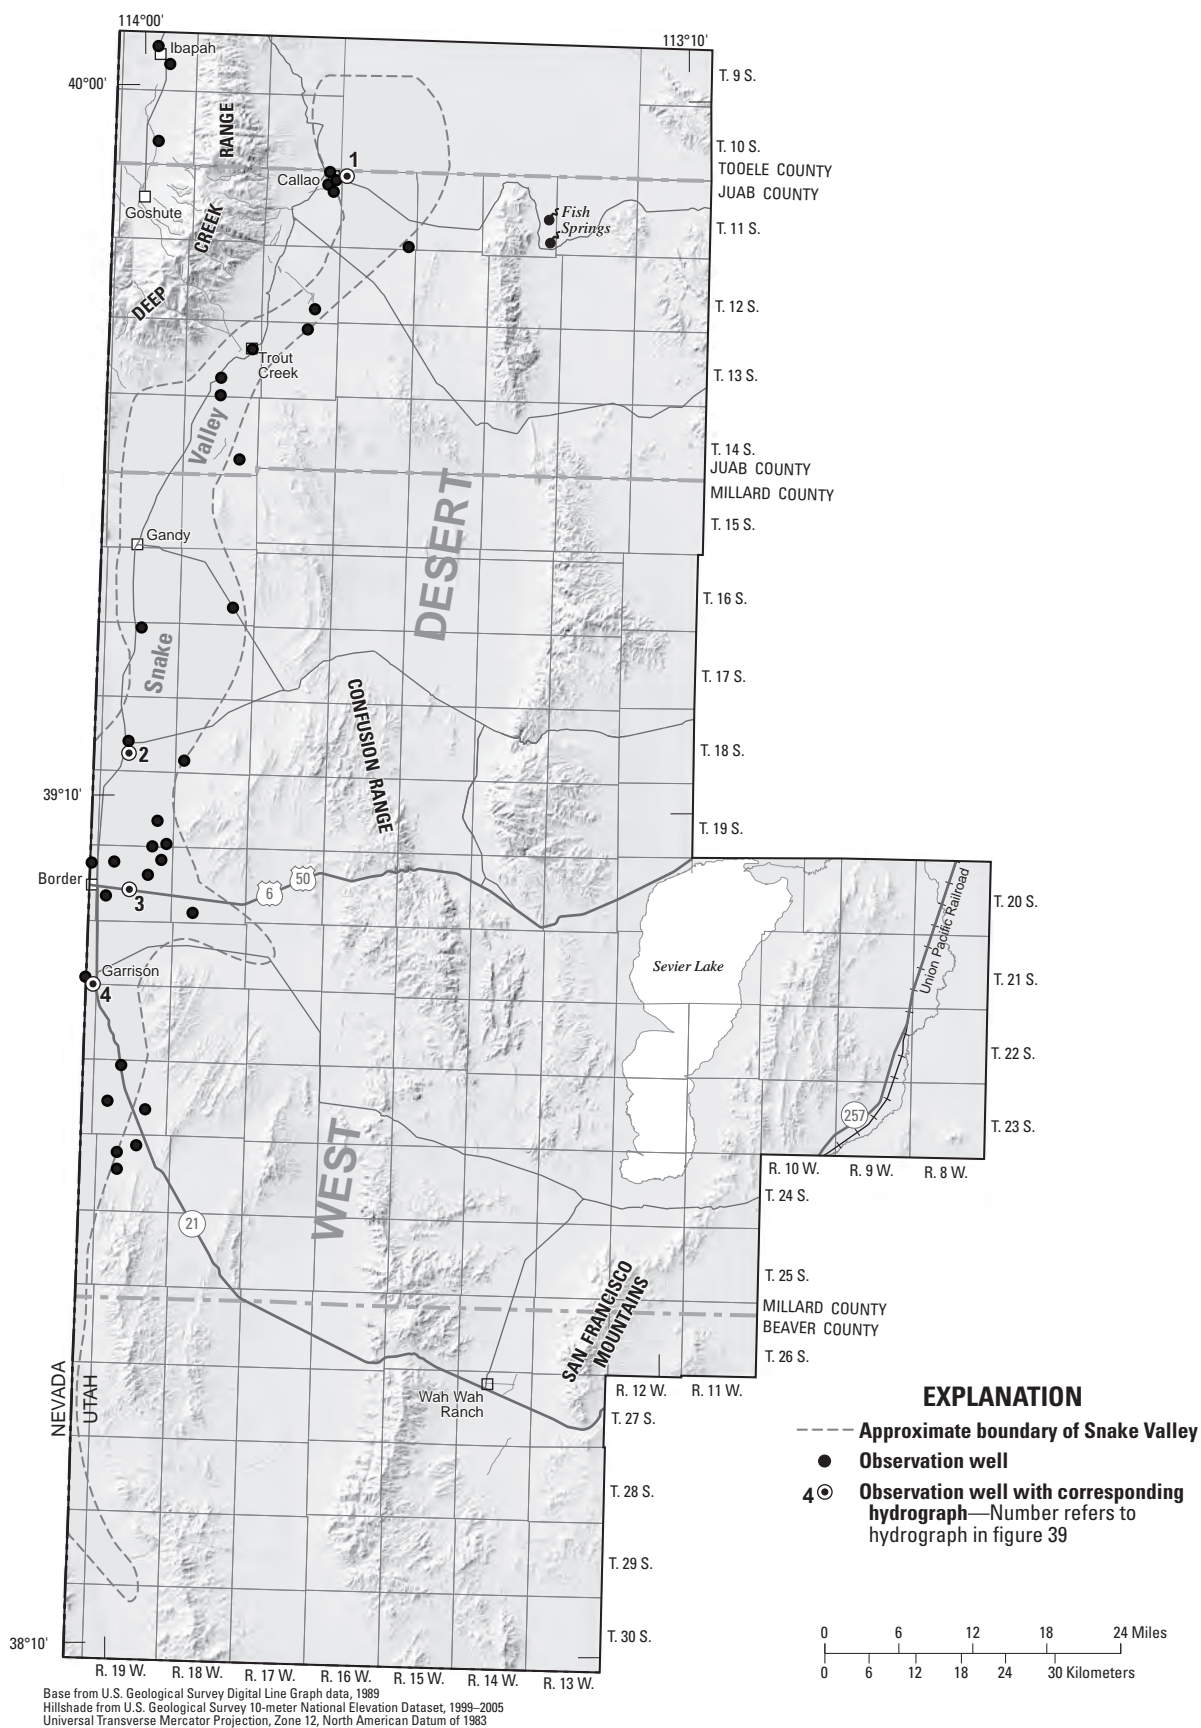 114°00'
113°10'
Ibapah
T. 9 S.
40°00'
RANGE
T. 10 S.
1
TOOELE COUNTY
Callao
JUAB COUNTY
Goshute
Fish
Springs
CREEK
T. 11 S.
DEEP
T. 12 S.
Trout
Creek
T. 13 S.
Valley
T. 14 S.
JUAB COUNTY
MILLARD COUNTY
DESERT
T. 15 S.
Gandy
T. 16 S.
Snake
T. 17 S.
CONFUSION RANGE
2
T. 18 S.
39°10'
T. 19 S.
Border
6
50
3
T. 20 S.
Union Pacific Railroad
Garrison
Sevier Lake
T. 21 S.
4
T. 22 S.
257
T. 23 S.
WEST
R. 10 W.
R. 9 W.
R. 8 W.
T. 24 S.
21
T. 25 S.
SAN FRANCISCO
MOUNTAINS
MILLARD COUNTY
BEAVER COUNTY
T. 26 S.
NEVADA
UTAH
Wah Wah
Ranch
R. 12 W.
R. 11 W.
T. 27 S.
EXPLANATION
Approximate boundary of Snake Valley
Observation well
4 Observation well with corresponding
hydrograph—Number refers to
hydrograph in figure 39
T. 28 S.
T. 29 S.
T. 30 S.
0 6 12 18 24 Miles
0 6 12 18 24 30 Kilometers
38°10'
R. 19 W.
R. 18 W.
R. 17 W.
R. 16 W.
R. 15 W.
R. 14 W.
R. 13 W.
Base from U.S. Geological Survey Digital Line Graph data, 1989
Hillshade from U.S. Geological Survey 10-meter National Elevation Dataset, 1999–2005
Universal Transverse Mercator Projection, Zone 12, North American Datum of 1983